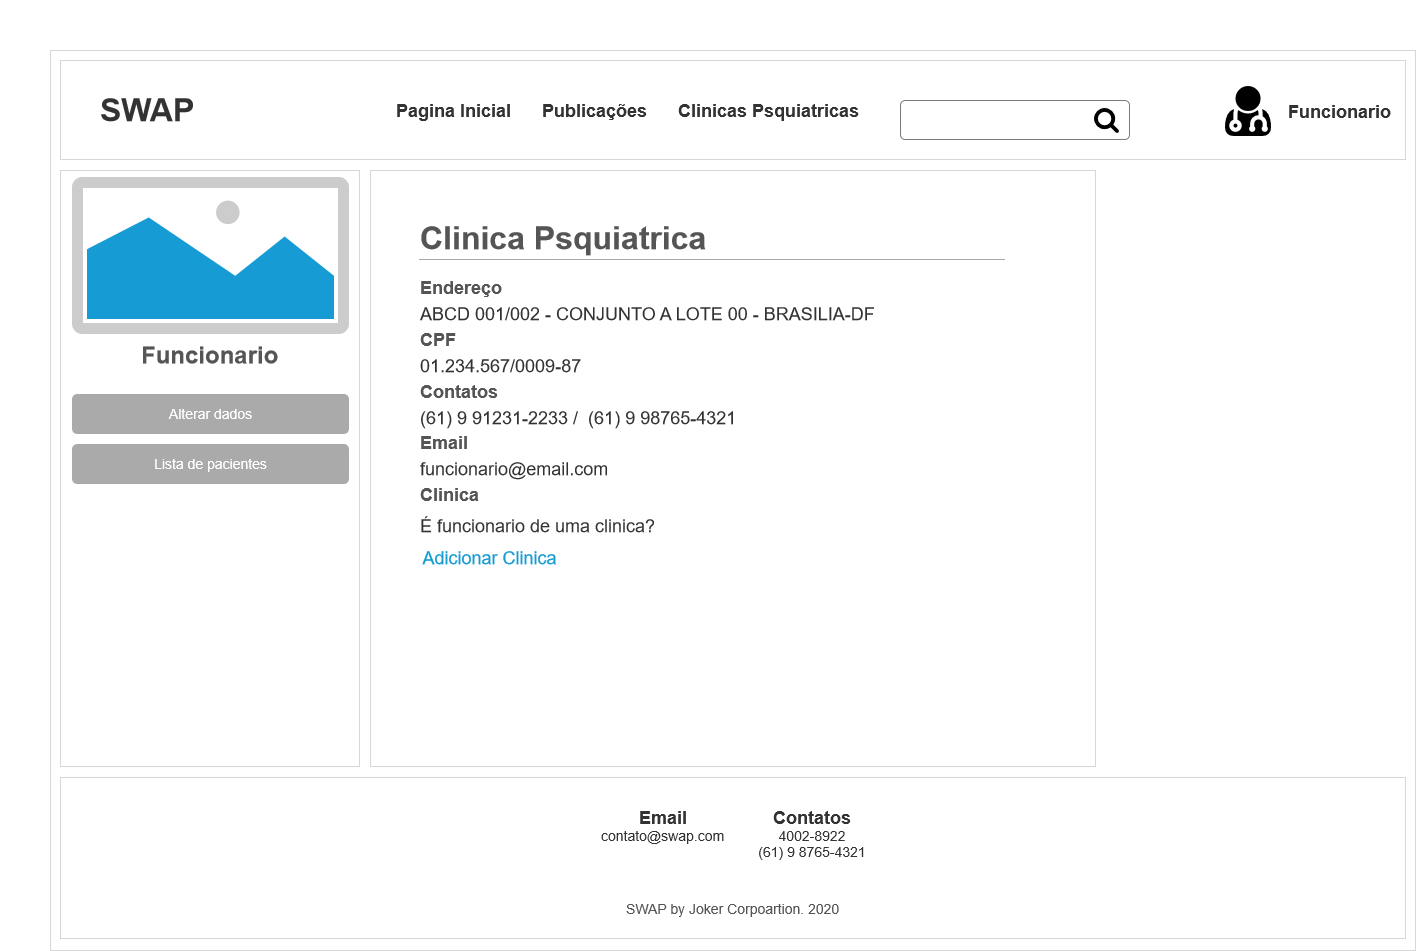 SWAP
Pagina Inicial
Publicações
Clinicas Psquiatricas
Funcionario
Funcionario
Alterar dados
Lista de pacientes
Clinica Psquiatrica
Endereço
ABCD 001/002 - CONJUNTO A LOTE 00 - BRASILIA-DF
CPF
01.234.567/0009-87
Contatos
(61) 9 91231-2233 /  (61) 9 98765-4321
Email
funcionario@email.com
Clinica
É funcionario de uma clinica?
Adicionar Clinica
Email
contato@swap.com
Contatos
4002-8922
(61) 9 8765-4321
SWAP by Joker Corpoartion. 2020